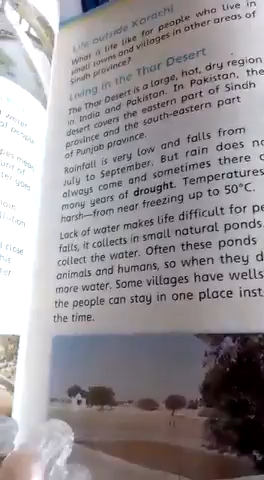 Life outside Karachi
What is life like for people who live in
small towns and villages in other areas of
Sindh province?
Living in the Thar Desert
The Thar Desert is a large, hot, dry region
in India and Pakistan. In Pakistan, the
desert covers the eastern part of Sindh
province and the south-eastern part
of Punjab province.
Rainfall is very low and falls from
July to September. But rain does
always come and sometimes there
many years of drought. Temperatures
harsh—from near freezing up to 50°C.
Lack of water makes life difficult for
falls, it collects in small natural ponds.
collect the water. Often these ponds
animals and humans, so when they
more water. Some villages have wells
the people can stay in one place
the time.
water
people